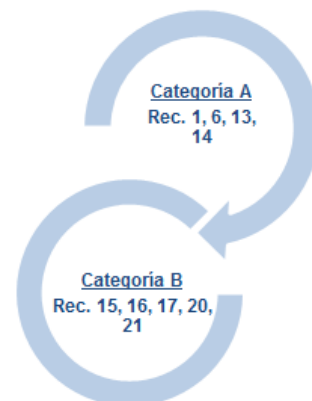 Categoría A
Rec. 1, 6, 13,
14
Categoría B
Rec. 15, 16, 17, 20,
21